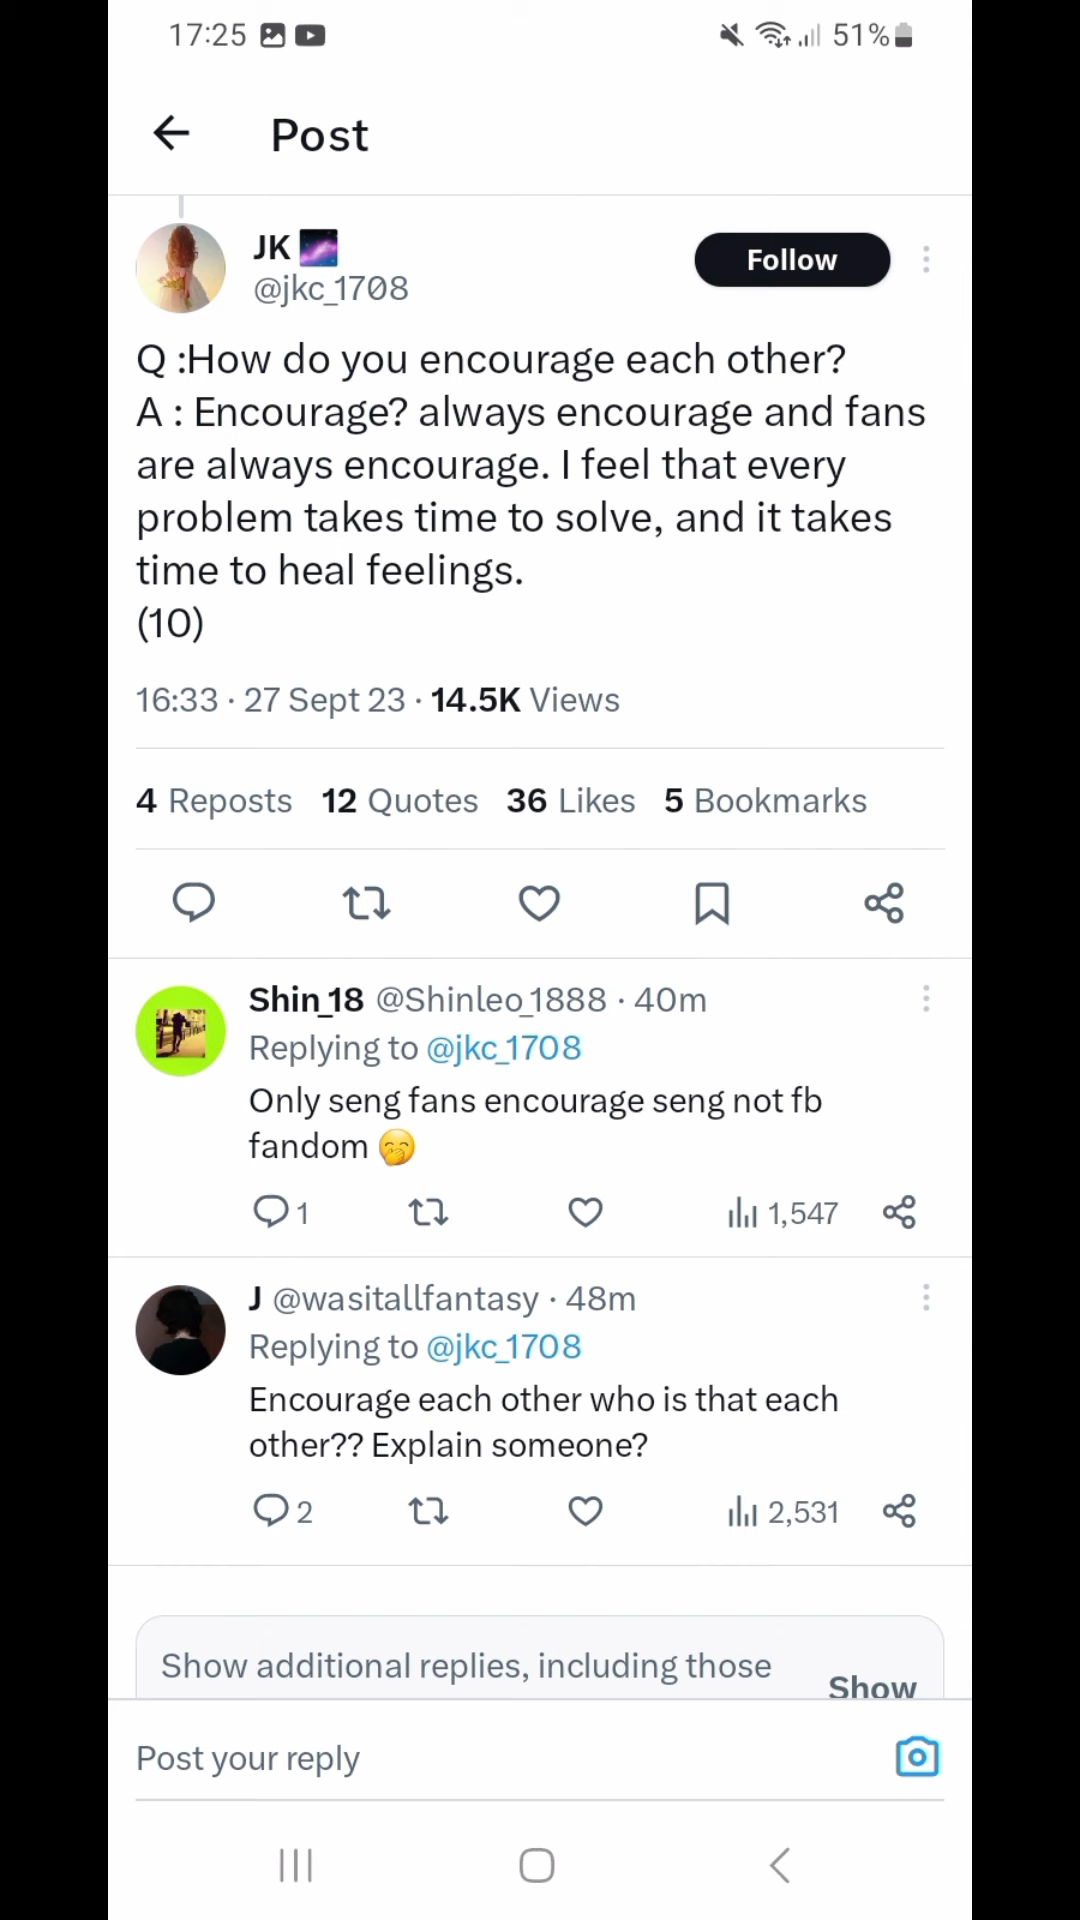 17:25
51%
Post
JK
@jkc_1708
Follow
Q :How do you encourage each other?
A : Encourage? always encourage and fans
are always encourage. I feel that every
problem takes time to solve, and it takes
time to heal feelings.
(10)
16:33 · 27 Sept 23 · 14.5K Views
4 Reposts 12 Quotes 36 Likes 5 Bookmarks
Shin_18 @Shinleo_1888 · 40m
Replying to @jkc_1708
Only seng fans encourage seng not fb
fandom 🤭
1 1,547
J @wasitallfantasy · 48m
Replying to @jkc_1708
Encourage each other who is that each
other?? Explain someone?
2 2,531
Show additional replies, including those
Show
Post your reply